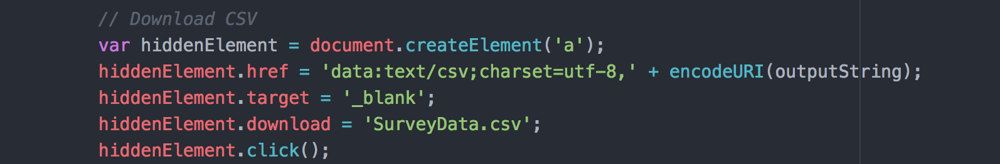 // Download CSV
var hiddenElement = document.createElement('a');
hiddenElement.href = 'data:text/csv;charset=utf-8,' + encodeURI(outputString);
hiddenElement.target = '_blank';
hiddenElement.download = 'SurveyData.csv';
hiddenElement.click();